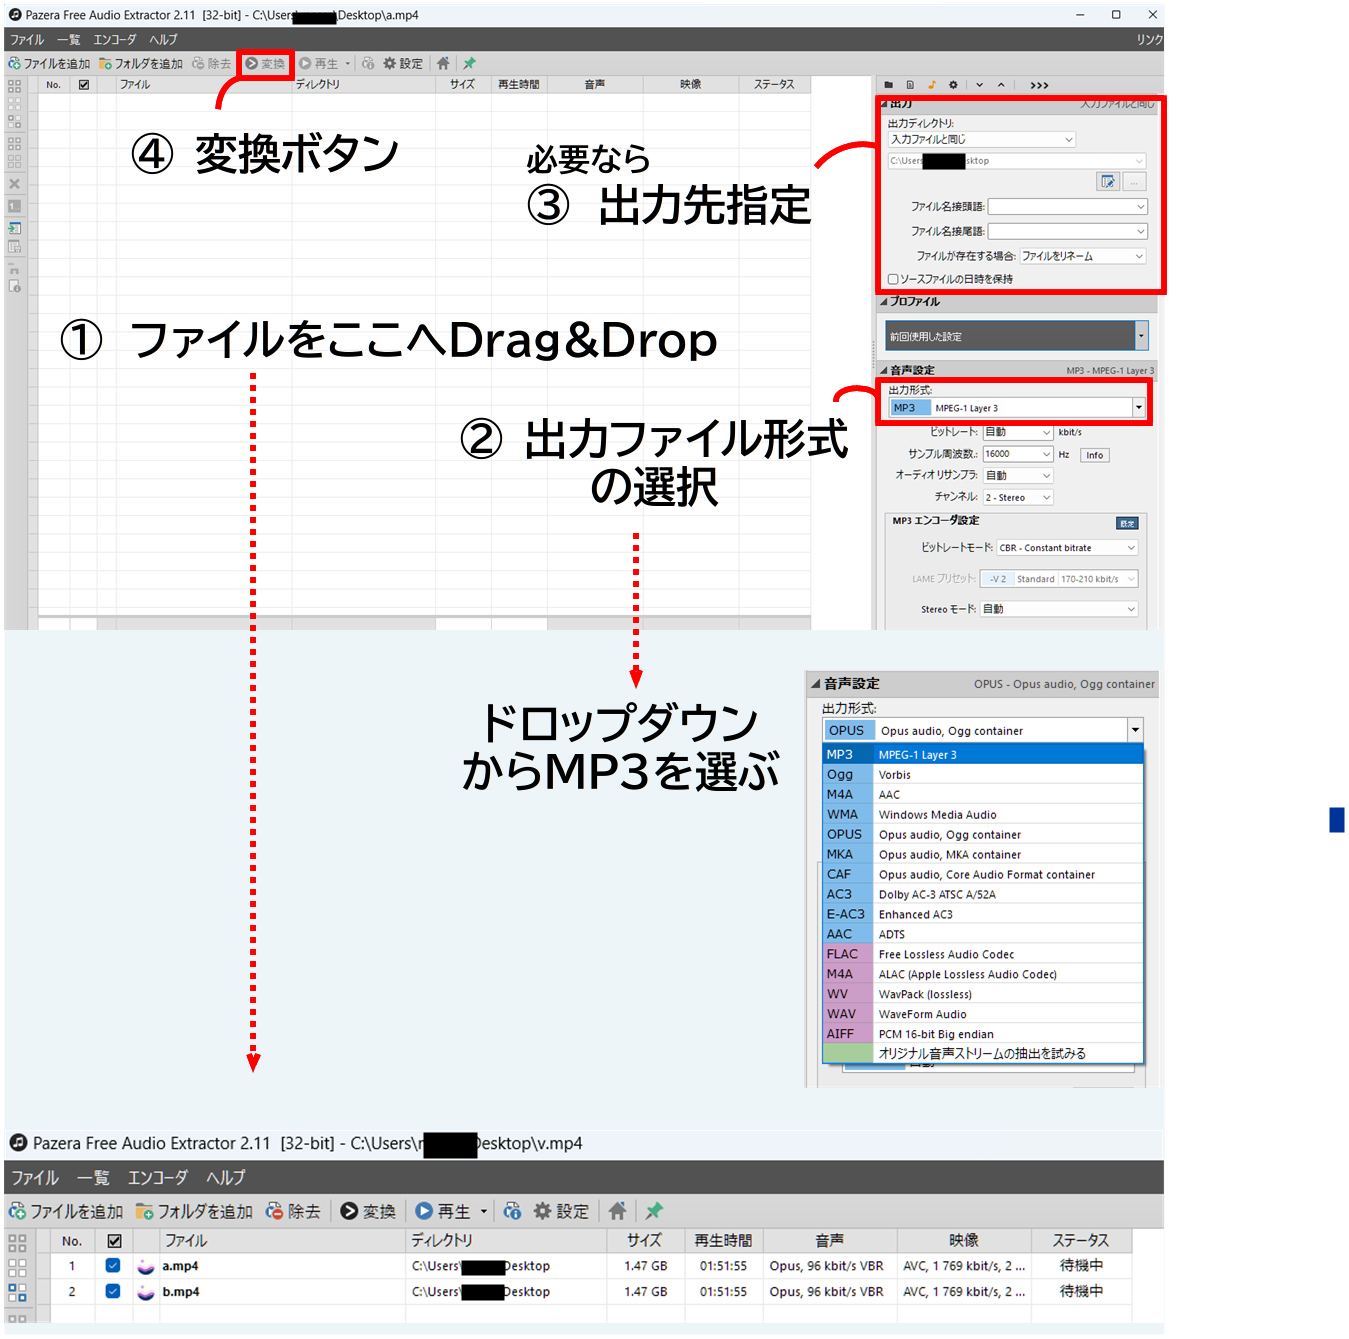 Pazera Free Audio Extractor 2.11 [32-bit] - C:\Users \Desktop\a.mp4
ファイル 一覧 エンコーダ ヘルプ リンク
ファイルを追加 フォルダを追加 除去 変換 再生 設定
No. ファイル ディレクトリ サイズ 再生時間 音声 映像 ステータス
>>>
④ 変換ボタン
必要なら
③ 出力先指定
出力 入力ファイルと同じ
出力ディレクトリ:
入力ファイルと同じ
C:\Users sktop
...
ファイル名接頭語:
ファイル名接尾語:
ファイルが存在する場合: ファイルをリネーム
ソースファイルの日時を保持
プロファイル
前回使用した設定
① ファイルをここへDrag&Drop
音声設定 MP3 - MPEG-1 Layer 3
出力形式:
MP3 MPEG-1 Layer 3
② 出力ファイル形式
の選択
ビットレート: 自動 kbit/s
サンプル周波数.: 16000 Hz Info
オーディオリサンプラ: 自動
チャンネル: 2 - Stereo
MP3 エンコーダ設定 既定
ビットレートモード: CBR - Constant bitrate
LAME プリセット: -V 2 Standard 170-210 kbit/s
Stereo モード: 自動
ドロップダウン
からMP3を選ぶ
音声設定 OPUS - Opus audio, Ogg container
出力形式:
OPUS Opus audio, Ogg container
MP3 MPEG-1 Layer 3
Ogg Vorbis
M4A AAC
WMA Windows Media Audio
OPUS Opus audio, Ogg container
MKA Opus audio, MKA container
CAF Opus audio, Core Audio Format container
AC3 Dolby AC-3 ATSC A/52A
E-AC3 Enhanced AC3
AAC ADTS
FLAC Free Lossless Audio Codec
M4A ALAC (Apple Lossless Audio Codec)
WV WavPack (lossless)
WAV WaveForm Audio
AIFF PCM 16-bit Big endian
オリジナル音声ストリームの抽出を試みる
自動
Pazera Free Audio Extractor 2.11 [32-bit] - C:\Users\ Desktop\v.mp4
ファイル 一覧 エンコーダ ヘルプ
ファイルを追加 フォルダを追加 除去 変換 再生 設定
No. ファイル ディレクトリ サイズ 再生時間 音声 映像 ステータス
1 a.mp4 C:\Users\ Desktop 1.47 GB 01:51:55 Opus, 96 kbit/s VBR AVC, 1 769 kbit/s, 2 ... 待機中
2 b.mp4 C:\Users\ Desktop 1.47 GB 01:51:55 Opus, 96 kbit/s VBR AVC, 1 769 kbit/s, 2 ... 待機中